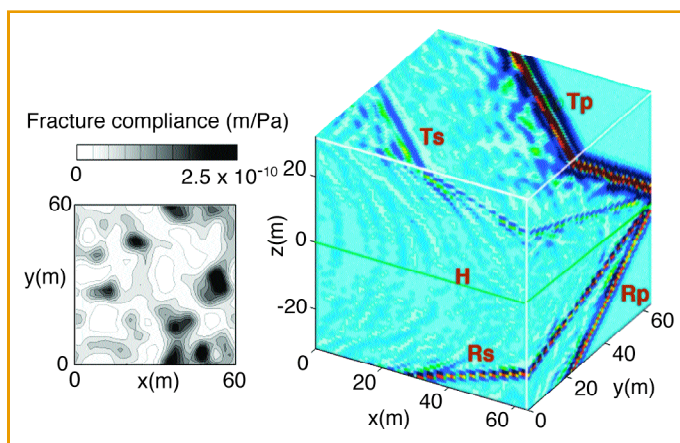 Fracture compliance (m/Pa)
0
2.5 x 10⁻¹⁰
60
y(m)
0
0
x(m)
60
Tp
Ts
20
z(m)
0
-20
H
Rp
Rs
0
20
40
60
x(m)
0
20
40
60
y(m)